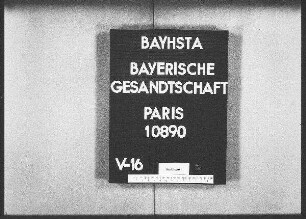 BAYHSTA
BAYERISCHE
GESANDTSCHAFT
PARIS
10890
V-16